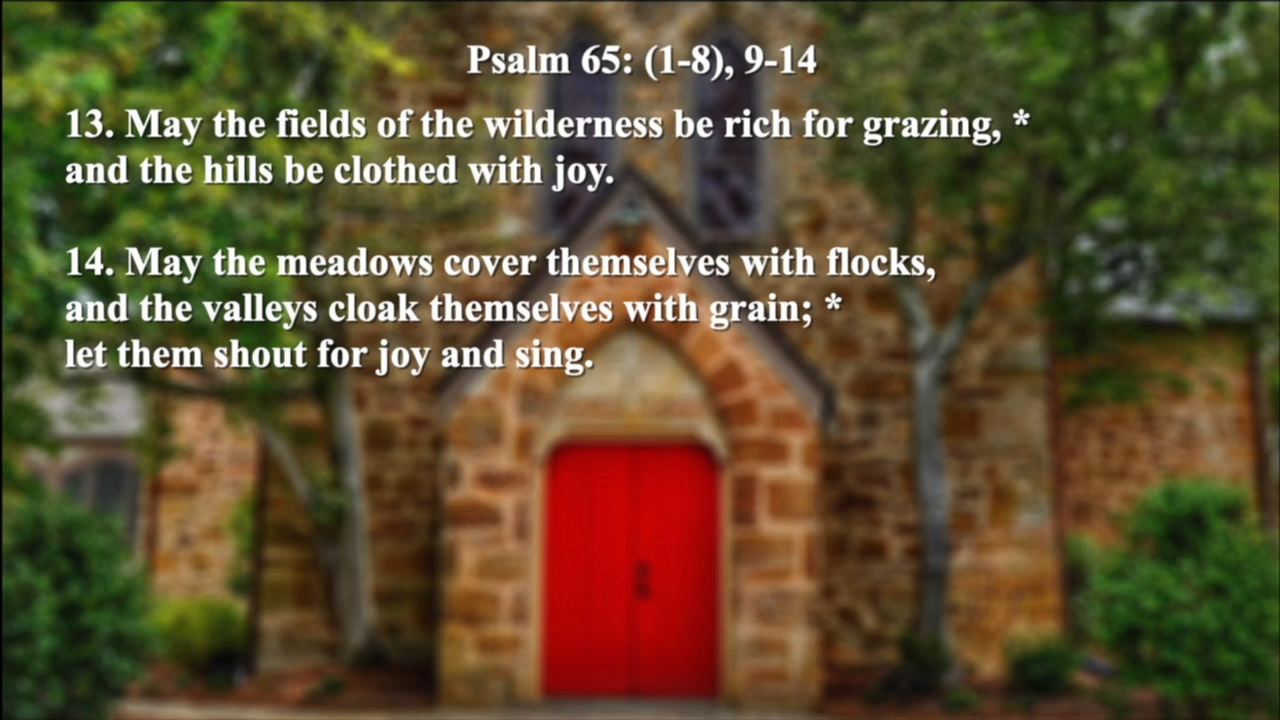 Psalm 65: (1-8), 9-14
13. May the fields of the wilderness be rich for grazing, *
and the hills be clothed with joy.
14. May the meadows cover themselves with flocks,
and the valleys cloak themselves with grain; *
let them shout for joy and sing.